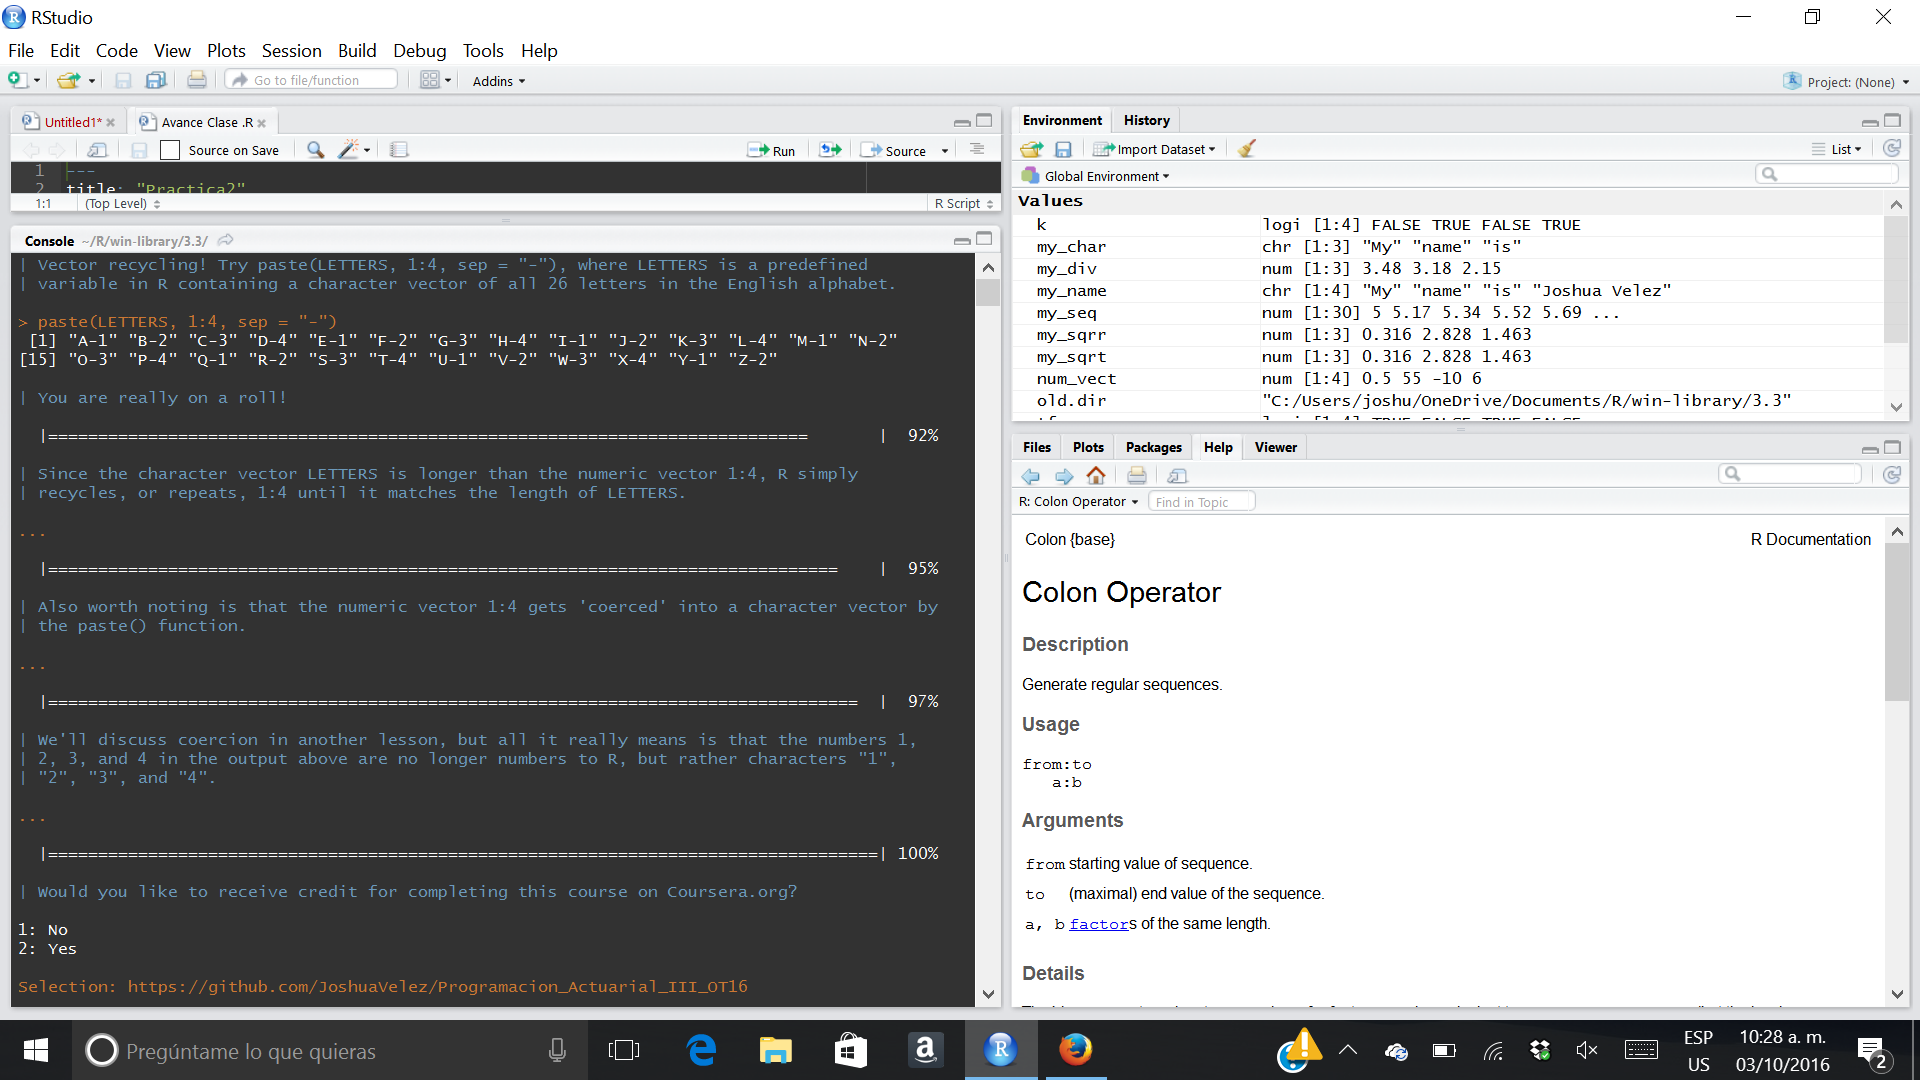 RStudio
File Edit Code View Plots Session Build Debug Tools Help
Go to file/function Addins Project: (None)
Untitled1* Avance Clase .R
Source on Save Run Source
1 ---
2 title: "Practica2"
1:1 (Top Level) R Script
Console ~/R/win-library/3.3/
| Vector recycling! Try paste(LETTERS, 1:4, sep = "-"), where LETTERS is a predefined
| variable in R containing a character vector of all 26 letters in the English alphabet.
> paste(LETTERS, 1:4, sep = "-")
[1] "A-1" "B-2" "C-3" "D-4" "E-1" "F-2" "G-3" "H-4" "I-1" "J-2" "K-3" "L-4" "M-1" "N-2"
[15] "O-3" "P-4" "Q-1" "R-2" "S-3" "T-4" "U-1" "V-2" "W-3" "X-4" "Y-1" "Z-2"
| You are really on a roll!
|============================================================================ | 92%
| Since the character vector LETTERS is longer than the numeric vector 1:4, R simply
| recycles, or repeats, 1:4 until it matches the length of LETTERS.
...
|=============================================================================== | 95%
| Also worth noting is that the numeric vector 1:4 gets 'coerced' into a character vector by
| the paste() function.
...
|================================================================================= | 97%
| We'll discuss coercion in another lesson, but all it really means is that the numbers 1,
| 2, 3, and 4 in the output above are no longer numbers to R, but rather characters "1",
| "2", "3", and "4".
...
|===================================================================================| 100%
| Would you like to receive credit for completing this course on Coursera.org?
1: No
2: Yes
Selection: https://github.com/JoshuaVelez/Programacion_Actuarial_III_OT16
Environment History
Import Dataset List
Global Environment
Values
k logi [1:4] FALSE TRUE FALSE TRUE
my_char chr [1:3] "My" "name" "is"
my_div num [1:3] 3.48 3.18 2.15
my_name chr [1:4] "My" "name" "is" "Joshua Velez"
my_seq num [1:30] 5 5.17 5.34 5.52 5.69 ...
my_sqrr num [1:3] 0.316 2.828 1.463
my_sqrt num [1:3] 0.316 2.828 1.463
num_vect num [1:4] 0.5 55 -10 6
old.dir "C:/Users/joshu/OneDrive/Documents/R/win-library/3.3"
Files Plots Packages Help Viewer
R: Colon Operator Find in Topic
Colon {base} R Documentation
Colon Operator
Description
Generate regular sequences.
Usage
from:to
a:b
Arguments
from starting value of sequence.
to (maximal) end value of the sequence.
a, b factors of the same length.
Details
Pregúntame lo que quieras
ESP 10:28 a. m.
US 03/10/2016
2